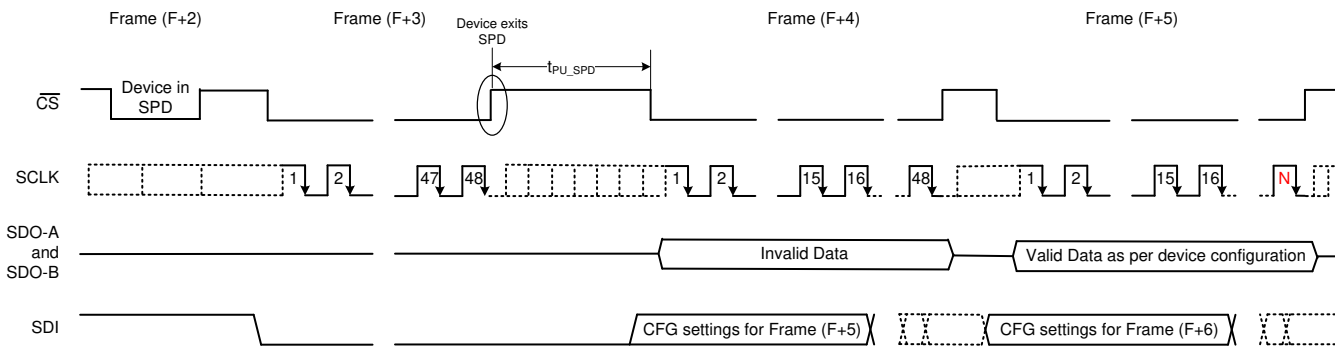 Frame (F+2)
Frame (F+3)
Device exits
SPD
Frame (F+4)
Frame (F+5)
tPU_SPD
CS
Device in
SPD
SCLK
1 2 47 48 1 2 15 16 48 1 2 15 16 N
SDO-A
and
SDO-B
Invalid Data
Valid Data as per device configuration
SDI
CFG settings for Frame (F+5)
CFG settings for Frame (F+6)